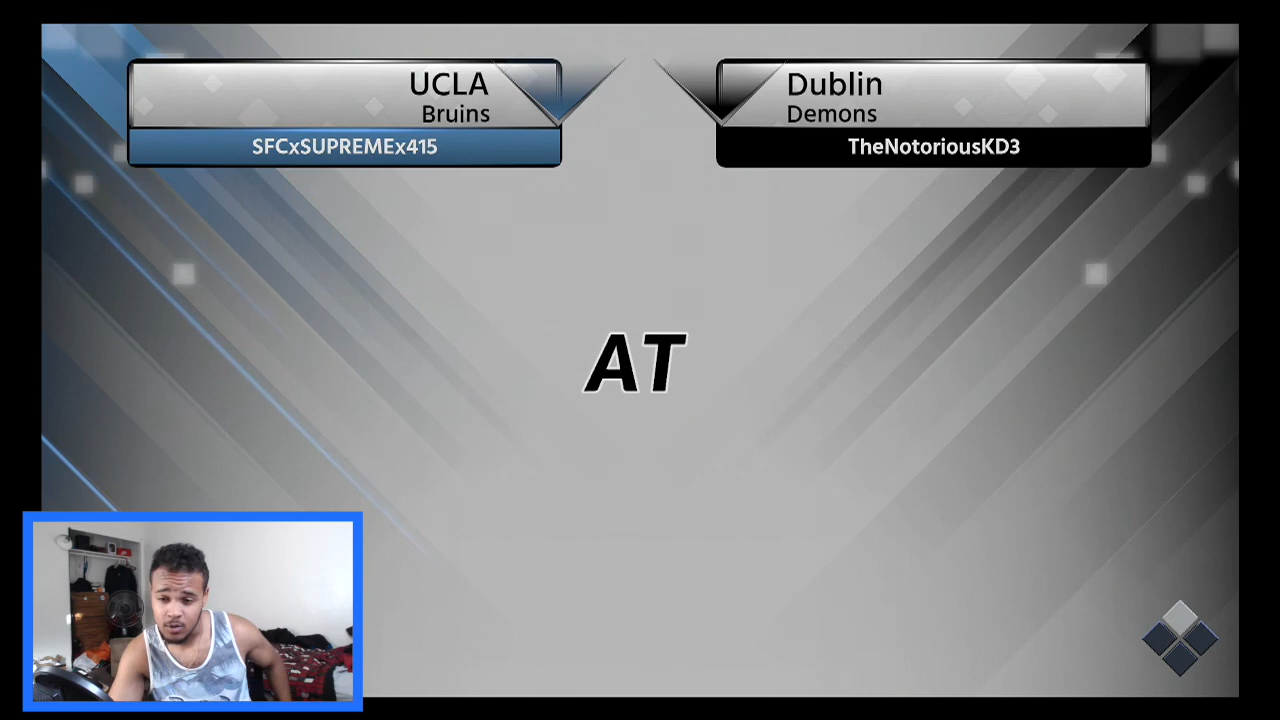 UCLA
Bruins
SFCxSUPREMEx415
Dublin
Demons
TheNotoriousKD3
AT